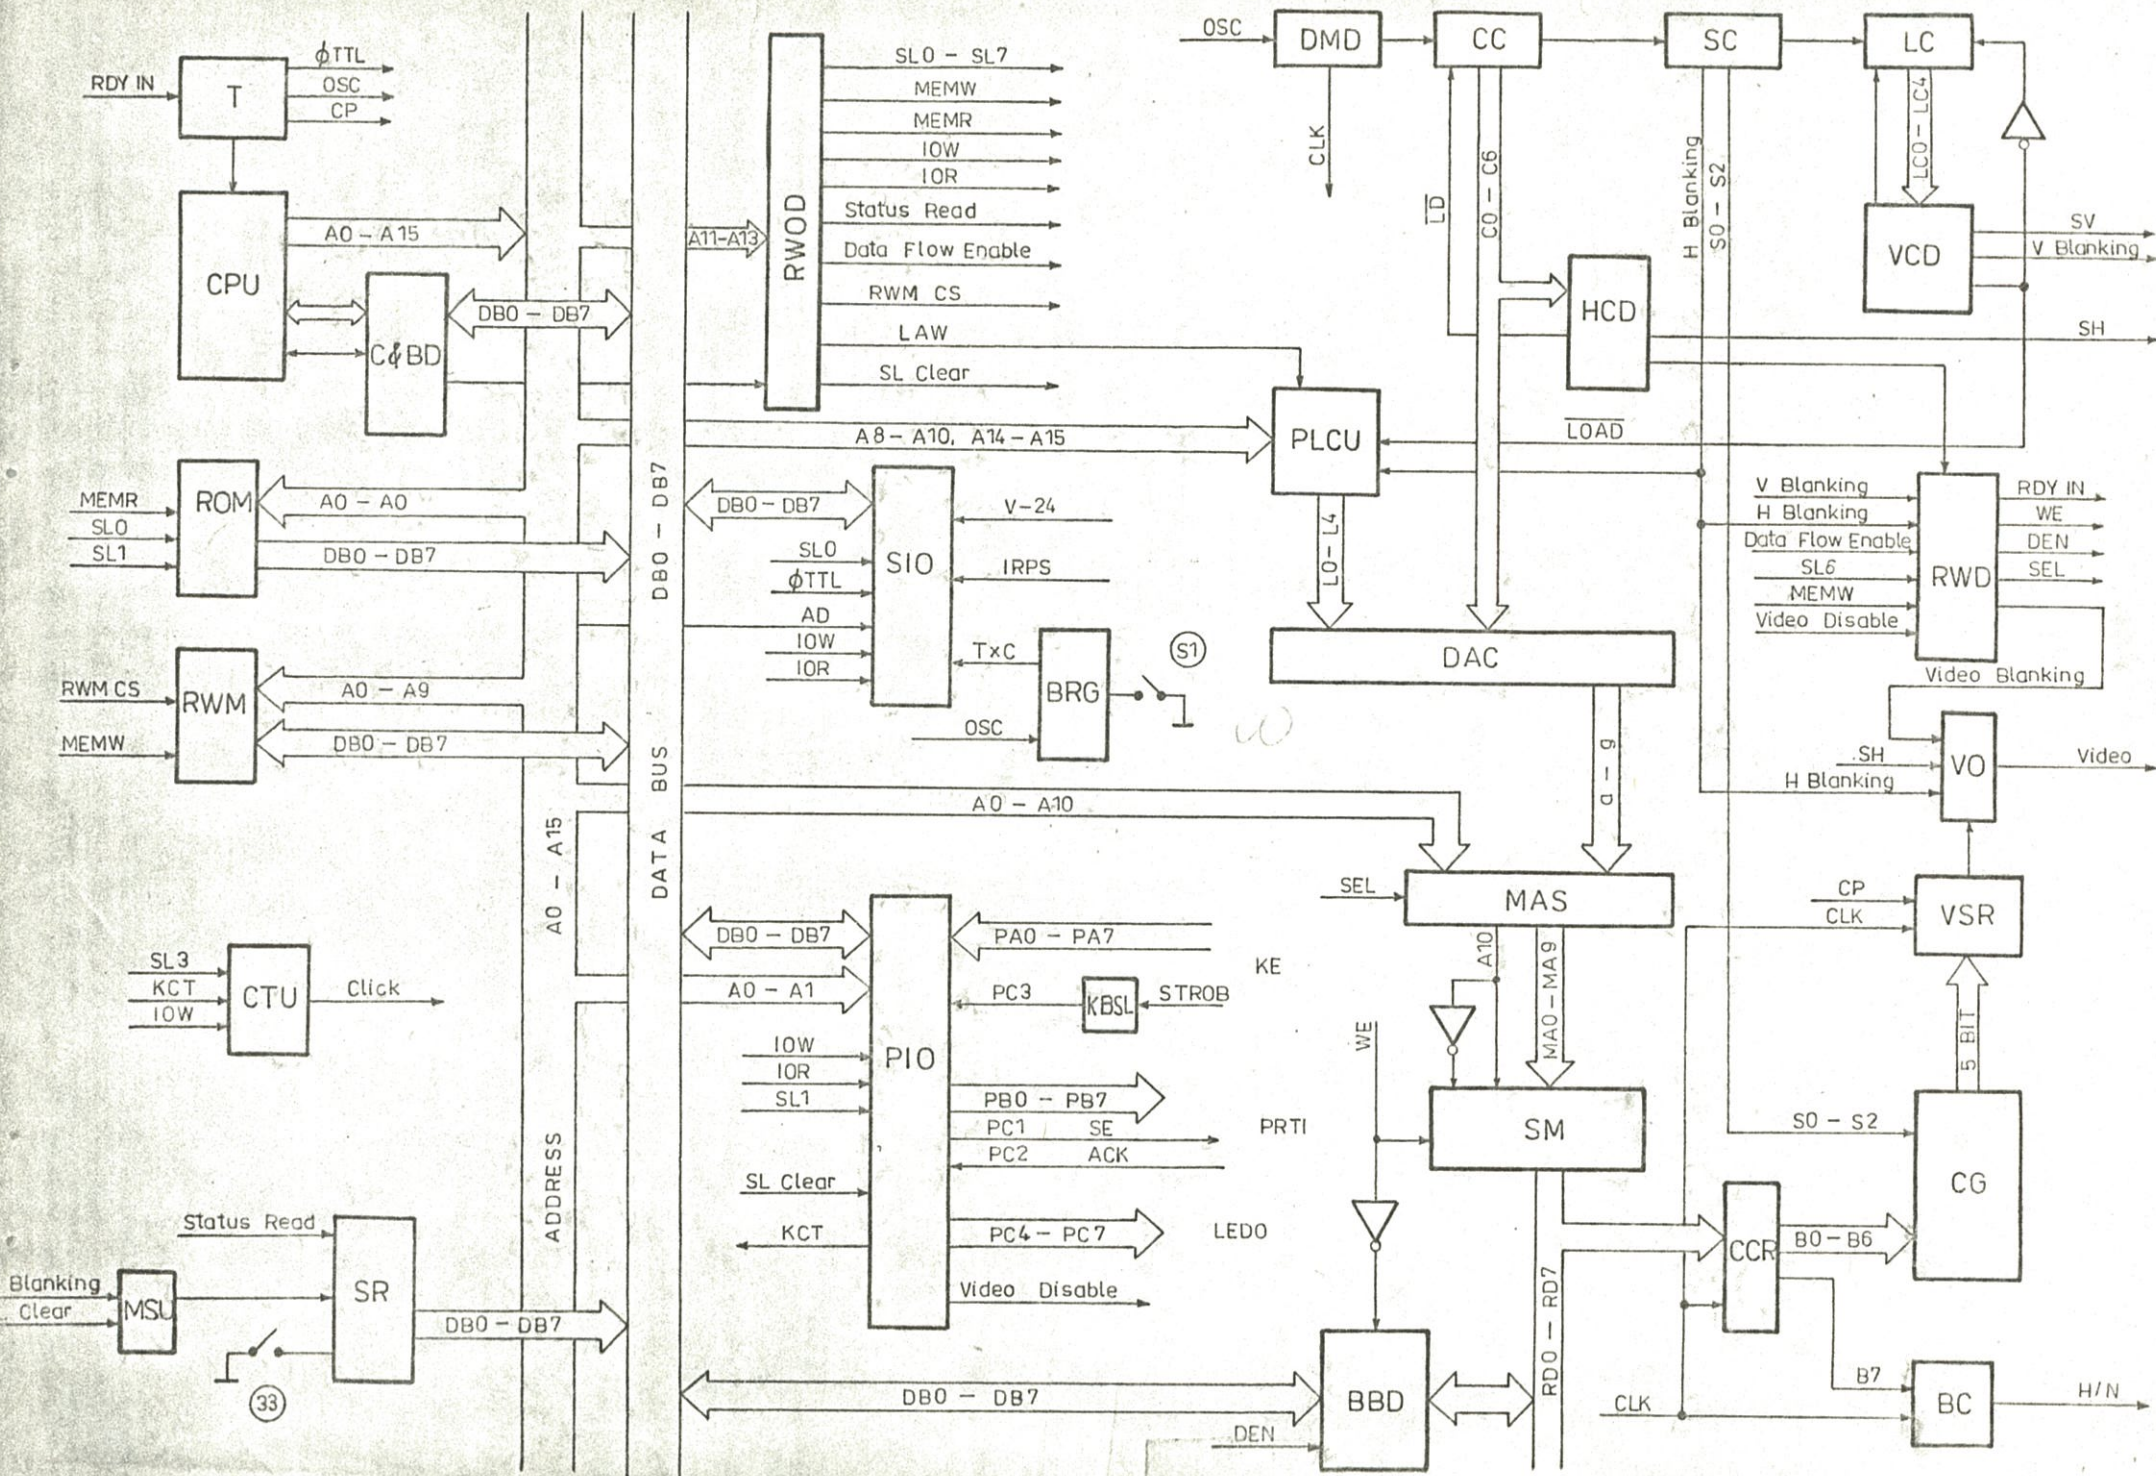 RDY IN
T
ϕTTL
OSC
CP
CPU
A0 – A15
C&BD
DB0 – DB7
MEMR
SL0
SL1
ROM
A0 – A0
DB0 – DB7
RWM CS
MEMW
RWM
A0 – A9
DB0 – DB7
SL3
KCT
IOW
CTU
Click
Status Read
Blanking
Clear
MSU
SR
33
DB0 – DB7
ADDRESS A0 – A15
DATA BUS DB0 – DB7
A11–A13
RWOD
SL0 – SL7
MEMW
MEMR
IOW
IOR
Status Read
Data Flow Enable
RWM CS
LAW
SL Clear
A8 – A10, A14 – A15
DB0 – DB7
SL0
ϕTTL
AD
IOW
IOR
SIO
V–24
IRPS
TxC
BRG
S1
OSC
A0 – A10
DB0 – DB7
A0 – A1
IOW
IOR
SL1
SL Clear
KCT
PIO
PA0 – PA7
KE
PC3
KBSL
STROB
PB0 – PB7
PC1 SE
PC2 ACK
PRTI
PC4 – PC7
LEDO
Video Disable
DB0 – DB7
DEN
BBD
OSC
DMD
CLK
CC
SC
LC
L̅D̅
C0 – C6
H Blanking
S0 – S2
LC0 – LC4
VCD
SV
V Blanking
HCD
SH
PLCU
L̅O̅A̅D̅
L0 – L4
DAC
a – g
SEL
MAS
A10
MA0 – MA9
WE
SM
RD0 – RD7
V Blanking
H Blanking
Data Flow Enable
SL6
MEMW
Video Disable
RWD
RDY IN
WE
DEN
SEL
Video Blanking
SH
H Blanking
VO
Video
CP
CLK
VSR
5 BIT
S0 – S2
CG
CCR
B0 – B6
B7
CLK
BC
H/N